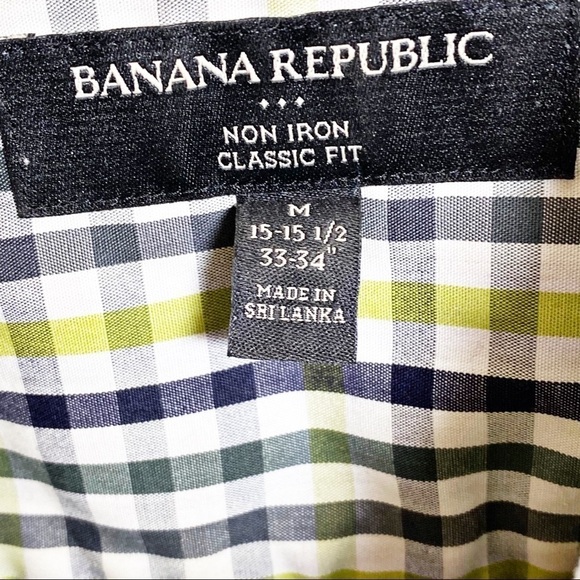 BANANA REPUBLIC
NON IRON
CLASSIC FIT
M
15-15 1/2
33-34"
MADE IN
SRI LANKA